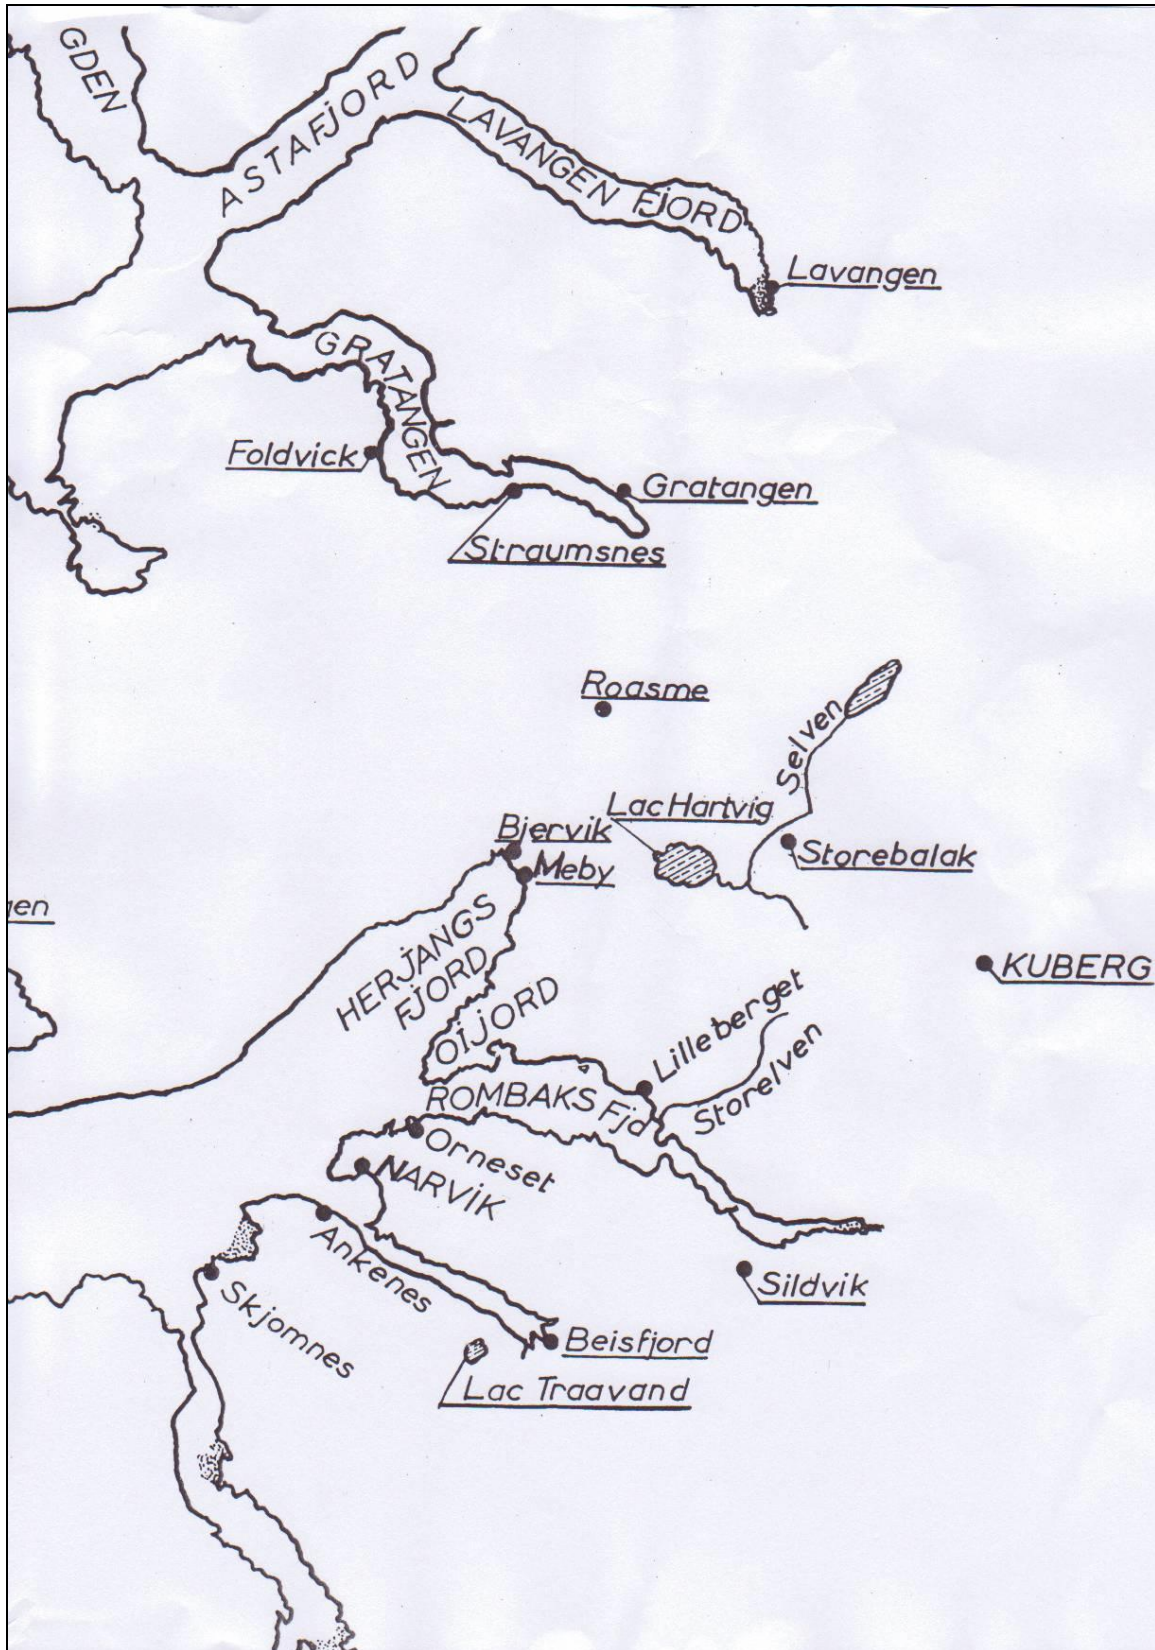 GDEN
ASTAFJORD
LAVANGEN FJORD
Lavangen
GRATANGEN
Foldvick
Gratangen
Straumsnes
Roasme
Selven
Lac Hartvig
Bjervik
Storebalak
Meby
en
HERJANGS
FJORD
KUBERG
OIJORD
Lilleberget
Storelven
ROMBAKS Fjd
Orneset
NARVIK
Ankenes
Sildvik
Skjomnes
Beisfjord
Lac Traavand